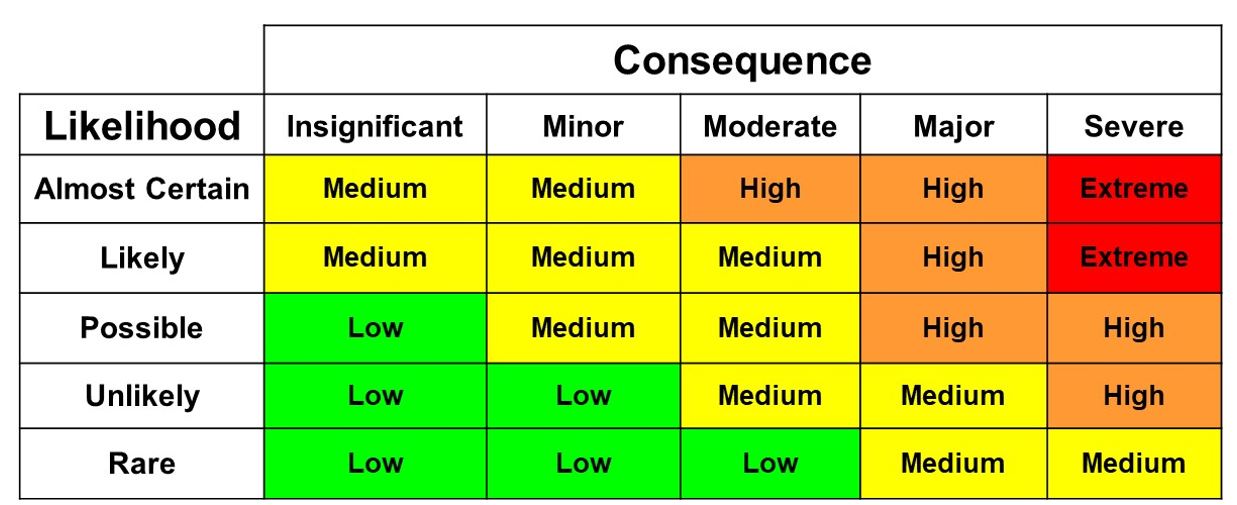 Consequence
Likelihood Insignificant Minor Moderate Major Severe
Almost Certain Medium Medium High High Extreme
Likely Medium Medium Medium High Extreme
Possible Low Medium Medium High High
Unlikely Low Low Medium Medium High
Rare Low Low Low Medium Medium